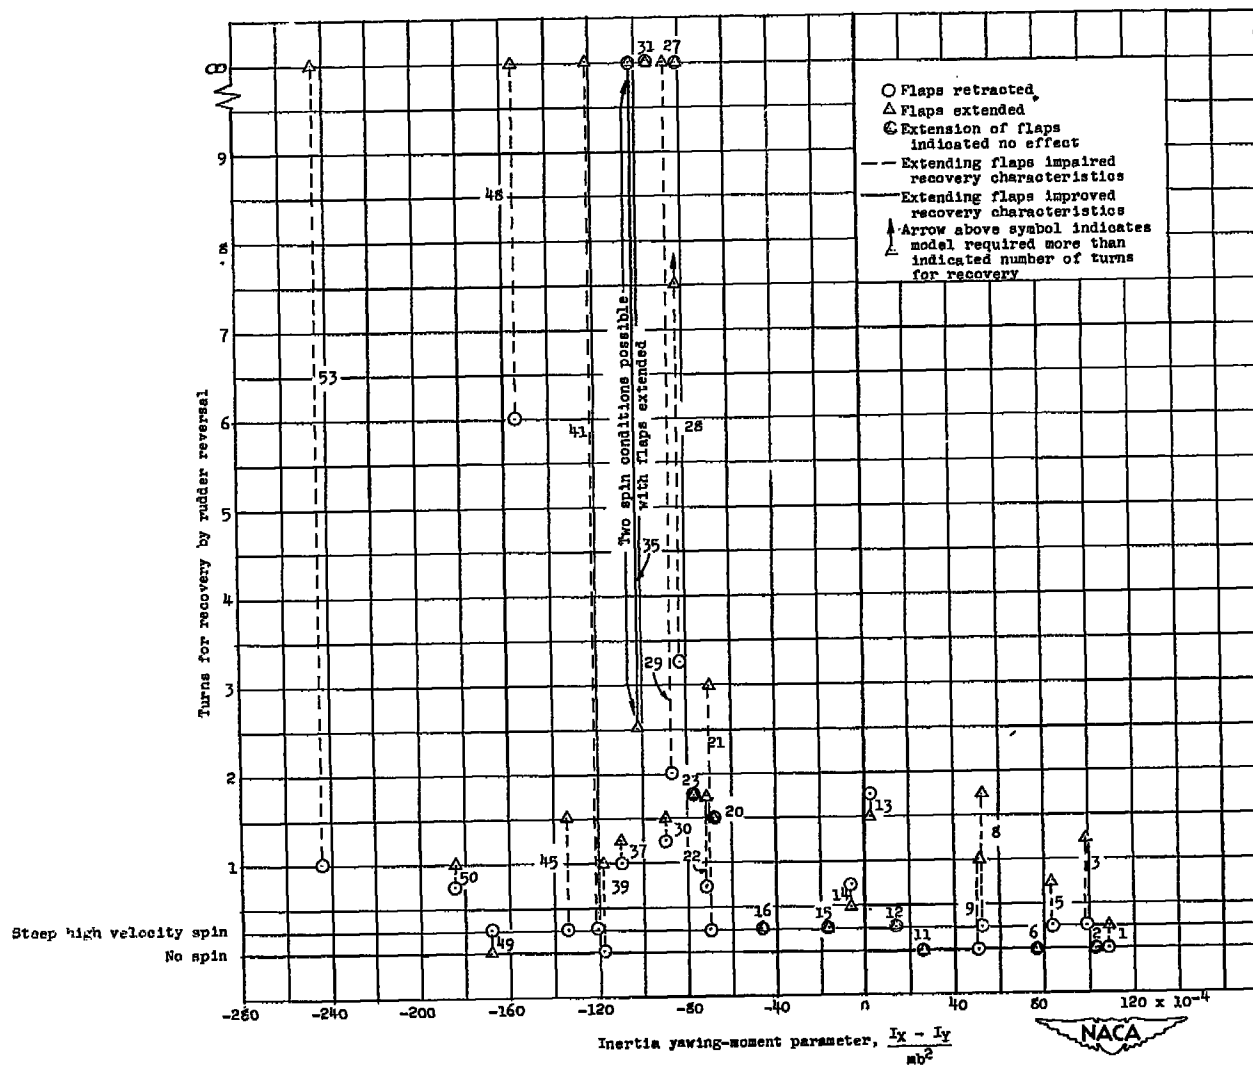 ∞
31
27
Flaps retracted
Flaps extended
Extension of flaps
indicated no effect
Extending flaps impaired
recovery characteristics
Extending flaps improved
recovery characteristics
Arrow above symbol indicates
model required more than
indicated number of turns
for recovery
9
48
8
7
53
6
41
28
5
35
4
29
3
21
2
23
20
13
8
30
37
3
1
45
50
39
22
14
5
9
16
15
12
11
6
2
1
49
Turns for recovery by rudder reversal
Two spin conditions possible
with flaps extended
Steep high velocity spin
No spin
-280
-240
-200
-160
-120
-80
-40
0
40
80
120 x 10-4
Inertia yawing-moment parameter, IX - IY
mb2
NACA